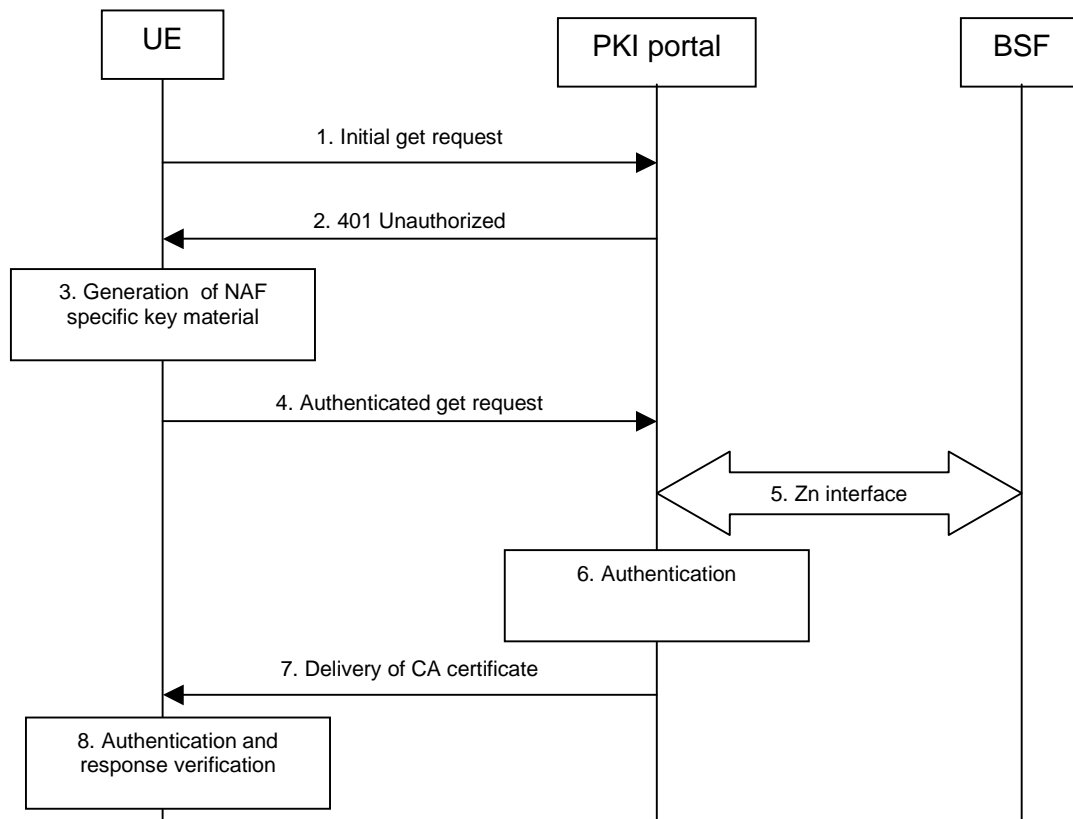 UE
PKI portal
BSF
1. Initial get request
2. 401 Unauthorized
3. Generation of NAF
specific key material
4. Authenticated get request
5. Zn interface
6. Authentication
7. Delivery of CA certificate
8. Authentication and
response verification